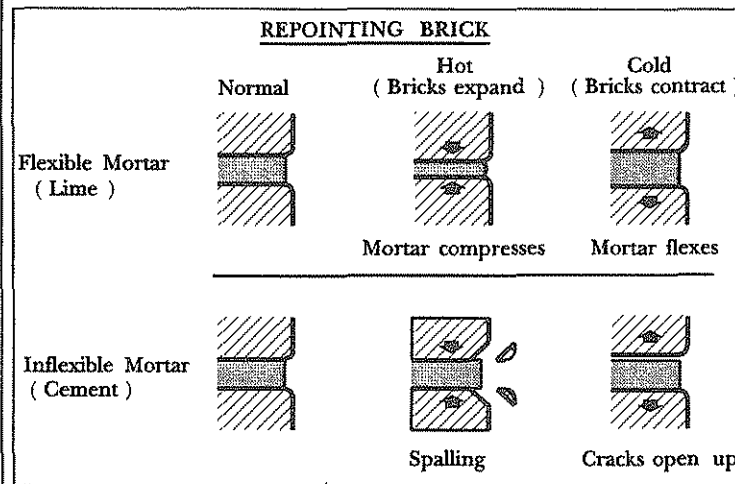 REPOINTING BRICK
Normal
Hot
( Bricks expand )
Cold
( Bricks contract )
Flexible Mortar
( Lime )
Mortar compresses
Mortar flexes
Inflexible Mortar
( Cement )
Spalling
Cracks open up